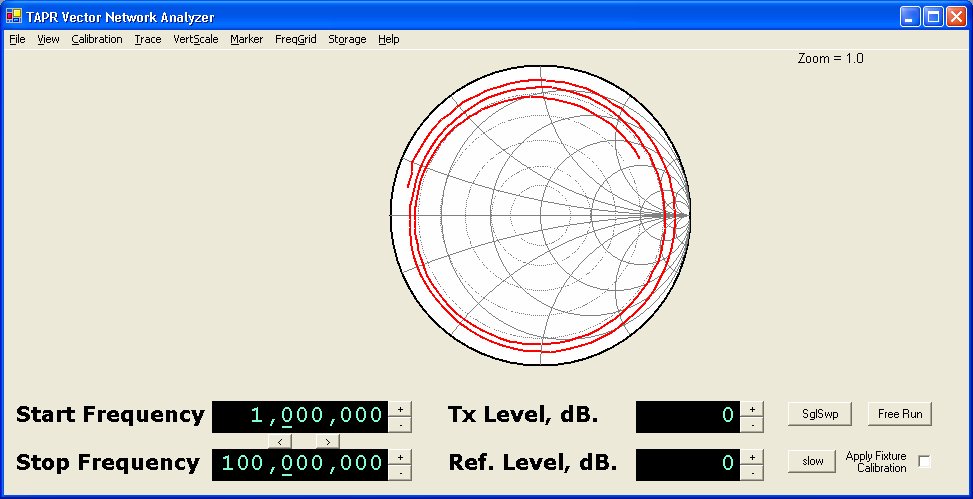 TAPR Vector Network Analyzer
File View Calibration Trace VertScale Marker FreqGrid Storage Help
Zoom = 1.0
Start Frequency 1,000,000 + - Tx Level, dB. 0 + - SglSwp Free Run
< >
Stop Frequency 100,000,000 + - Ref. Level, dB. 0 + - slow Apply Fixture
Calibration